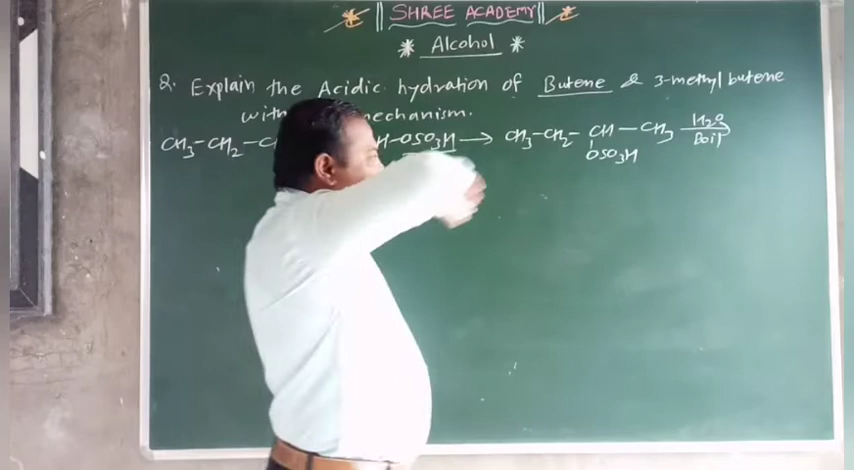 SHREE ACADEMY
* Alcohol *
Q. Explain the Acidic hydration of Butene & 3-methyl butene
with mechanism.
CH₃-CH₂-C H-OSO₃H → CH₃-CH₂-CH-CH₃ H₂O Boil
OSO₃H